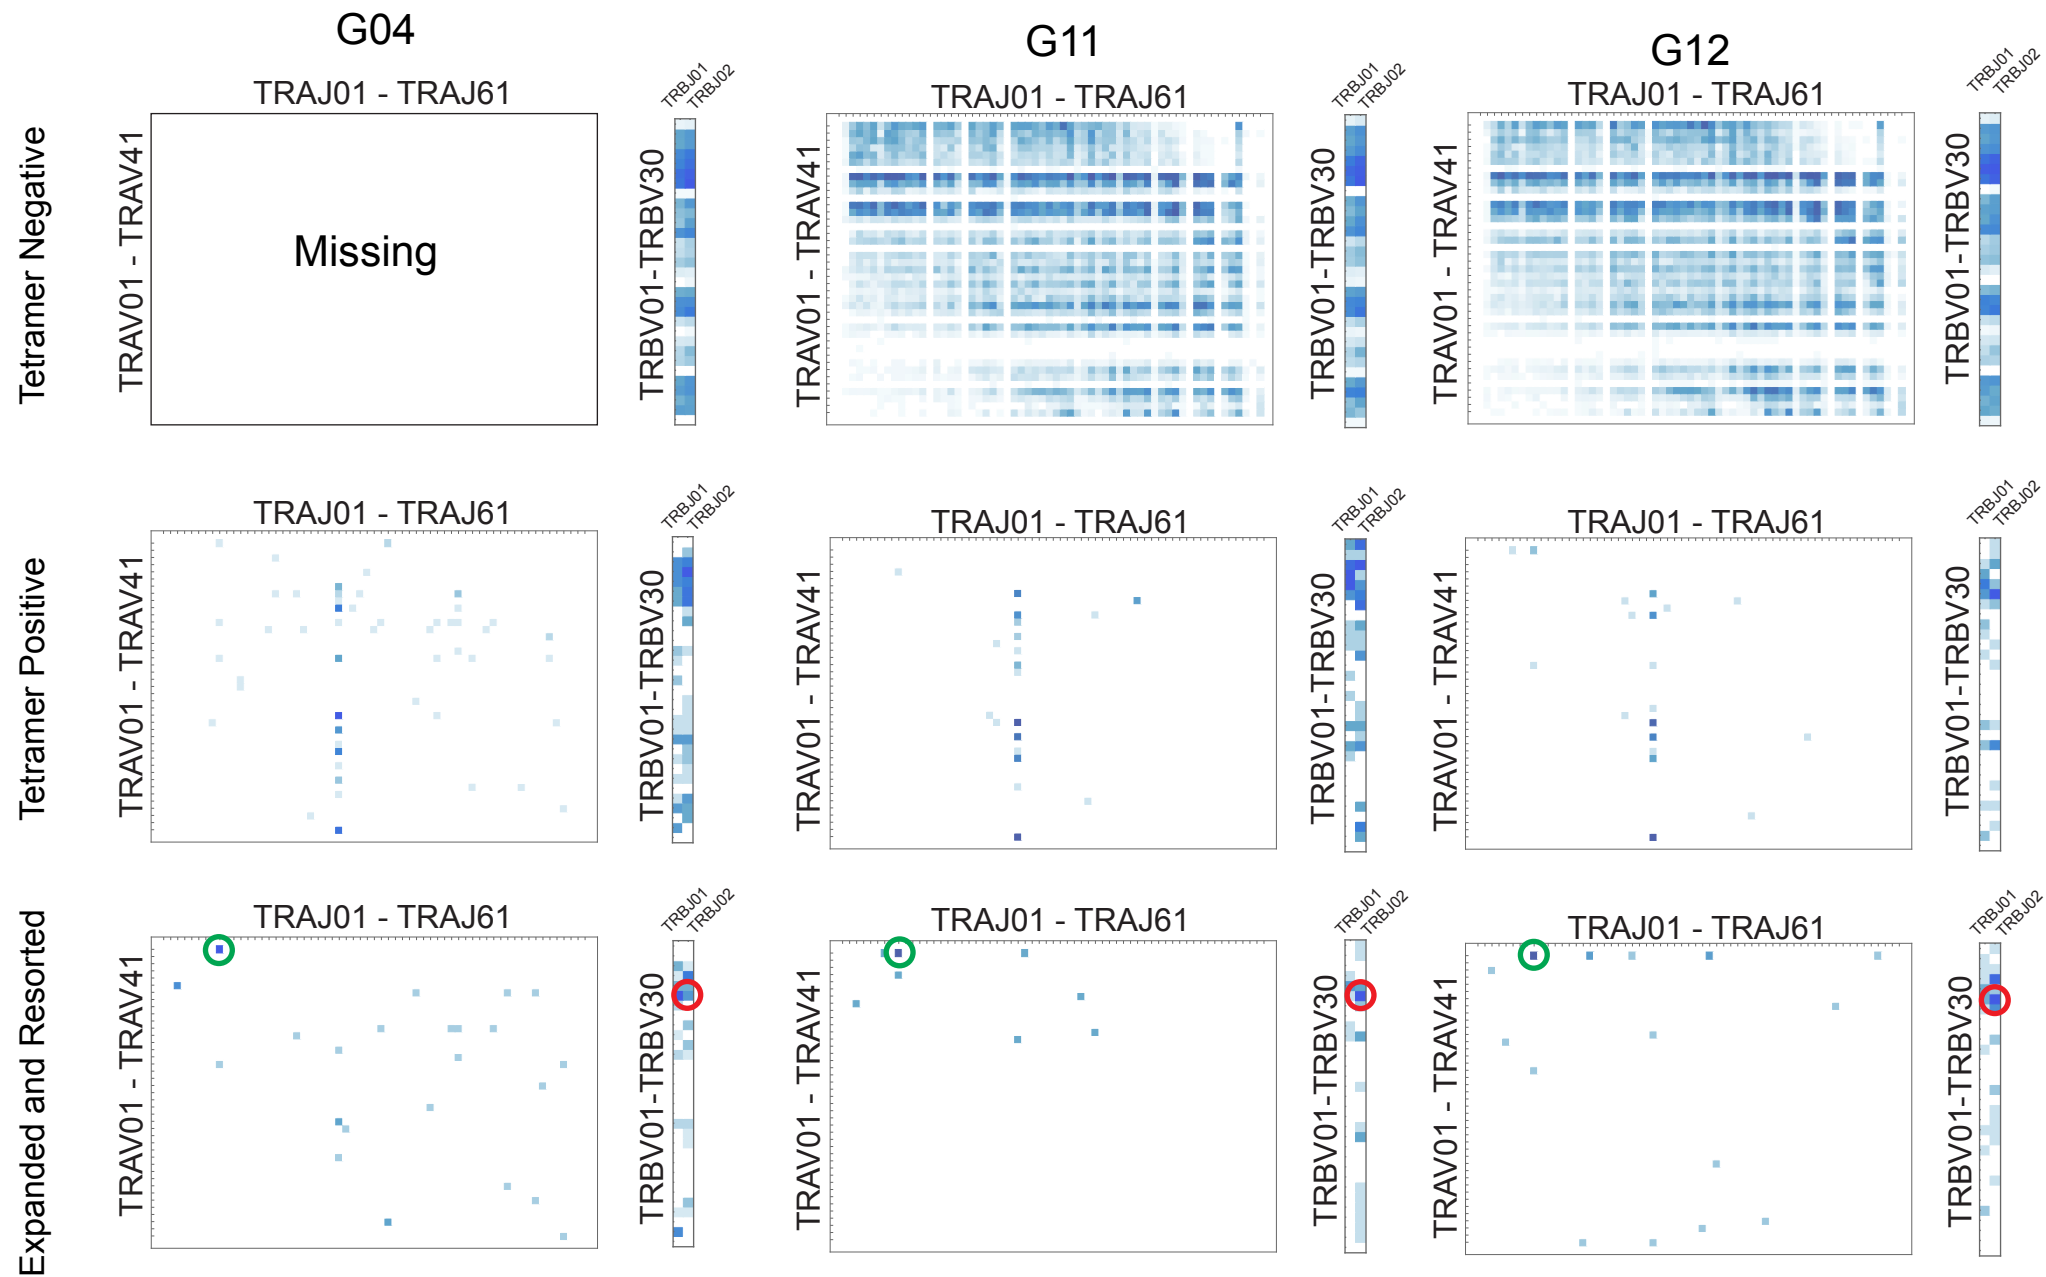 G04
G11
G12
TRAJ01 - TRAJ61
TRBJ01
TRBJ02
TRAJ01 - TRAJ61
TRBJ01
TRBJ02
TRAJ01 - TRAJ61
TRBJ01
TRBJ02
Tetramer Negative
TRAV01 - TRAV41
Missing
TRBV01-TRBV30
TRAV01 - TRAV41
TRBV01-TRBV30
TRAV01 - TRAV41
TRBV01-TRBV30
TRAJ01 - TRAJ61
TRBJ01
TRBJ02
TRAJ01 - TRAJ61
TRBJ01
TRBJ02
TRAJ01 - TRAJ61
TRBJ01
TRBJ02
Tetramer Positive
TRAV01 - TRAV41
TRBV01-TRBV30
TRAV01 - TRAV41
TRBV01-TRBV30
TRAV01 - TRAV41
TRBV01-TRBV30
TRAJ01 - TRAJ61
TRBJ01
TRBJ02
TRAJ01 - TRAJ61
TRBJ01
TRBJ02
TRAJ01 - TRAJ61
TRBJ01
TRBJ02
Expanded and Resorted
TRAV01 - TRAV41
TRBV01-TRBV30
TRAV01 - TRAV41
TRBV01-TRBV30
TRAV01 - TRAV41
TRBV01-TRBV30